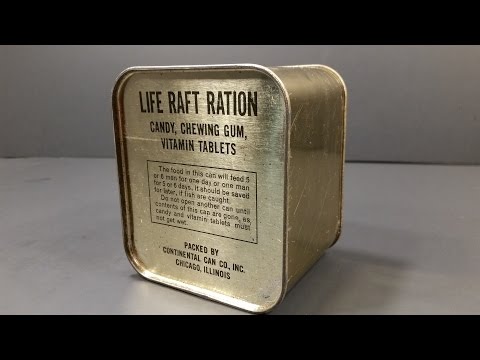 LIFE RAFT RATION
CANDY, CHEWING GUM,
VITAMIN TABLETS
The food in this can will feed 5
or 6 men for one day or one man
for 5 or 6 days. It should be saved
for later, if fish are caught.
Do not open another can until
contents of this can are gone, as
candy and vitamin tablets must
not get wet.
PACKED BY
CONTINENTAL CAN CO., INC.
CHICAGO, ILLINOIS